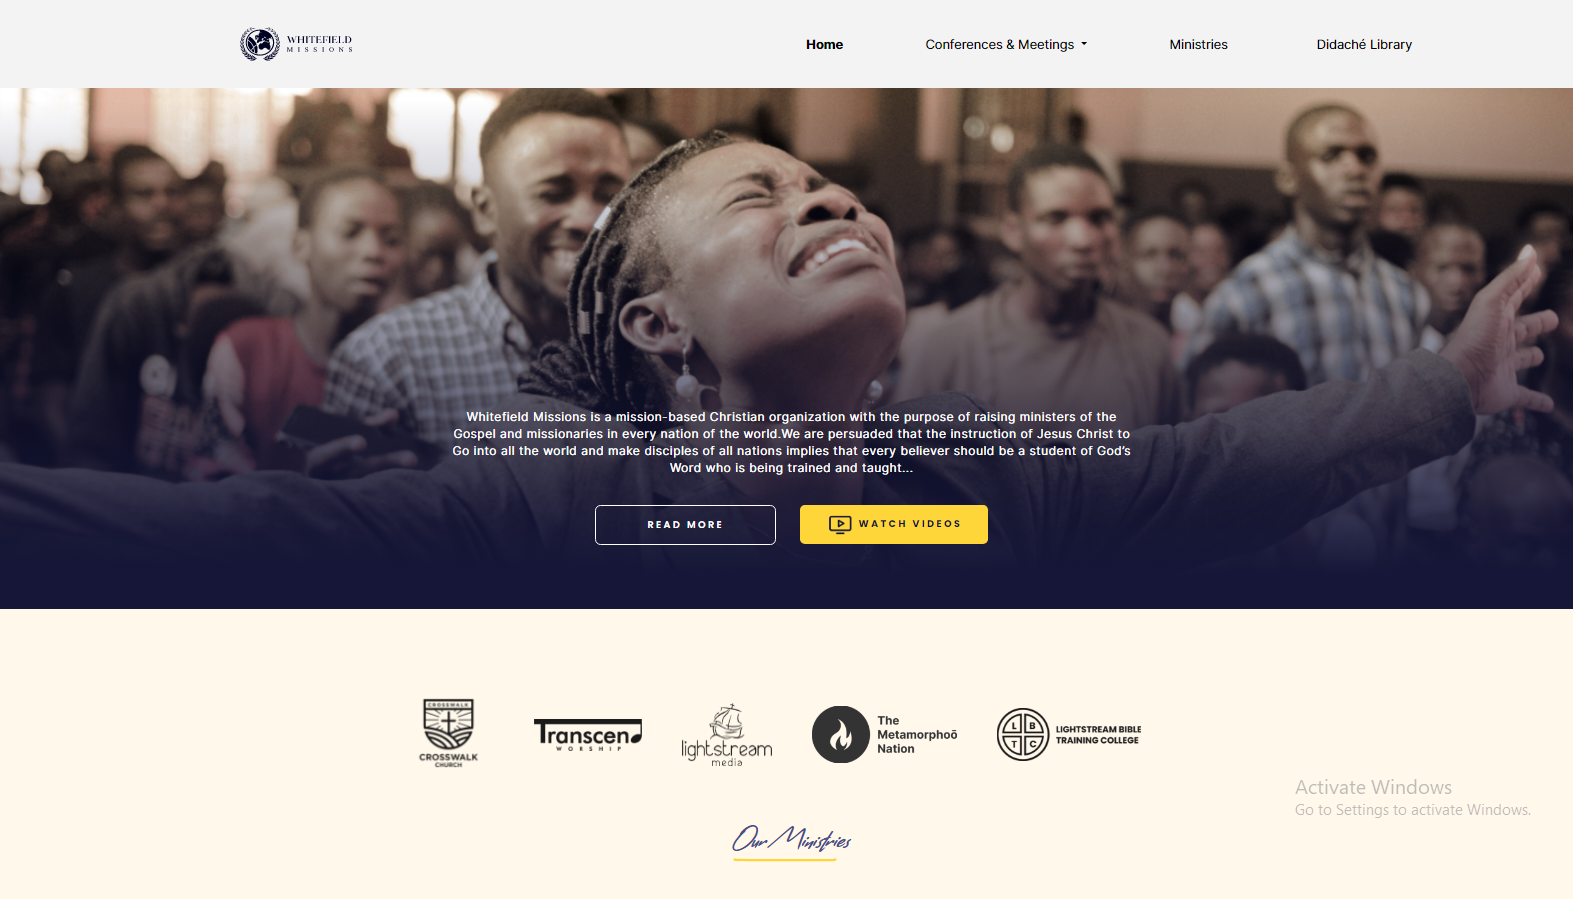 WHITEFIELD
MISSIONS
Home
Conferences & Meetings
Ministries
Didaché Library
Whitefield Missions is a mission-based Christian organization with the purpose of raising ministers of the
Gospel and missionaries in every nation of the world.We are persuaded that the instruction of Jesus Christ to
Go into all the world and make disciples of all nations implies that every believer should be a student of God’s
Word who is being trained and taught...
READ MORE
WATCH VIDEOS
CROSSWALK
CROSSWALK
CHURCH
Transcend
WORSHIP
lightstream
media
The
Metamorphoō
Nation
L B
T C
LIGHTSTREAM BIBLE
TRAINING COLLEGE
Activate Windows
Go to Settings to activate Windows.
Our Ministries